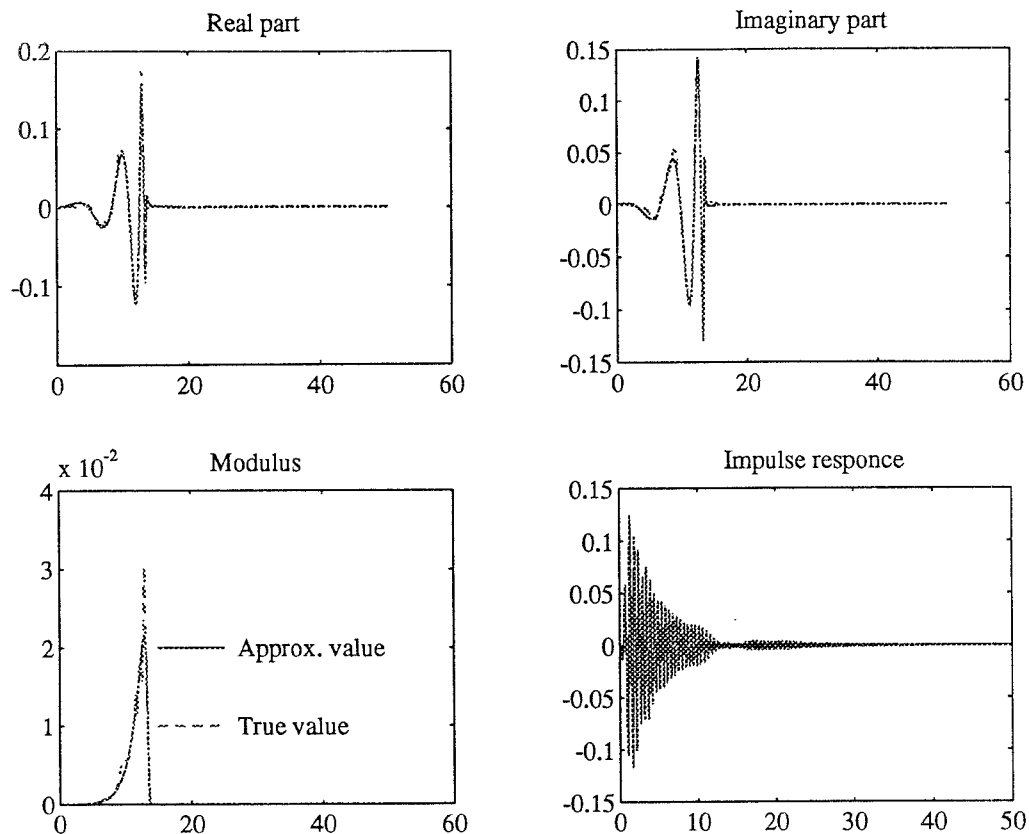 Real part
0.2
0.1
0
-0.1
0 20 40 60
Imaginary part
0.15
0.1
0.05
0
-0.05
-0.1
-0.15
0 20 40 60
x 10⁻²
Modulus
4
3
2
1
0
Approx. value
True value
0 20 40 60
Impulse responce
0.15
0.1
0.05
0
-0.05
-0.1
-0.15
0 10 20 30 40 50